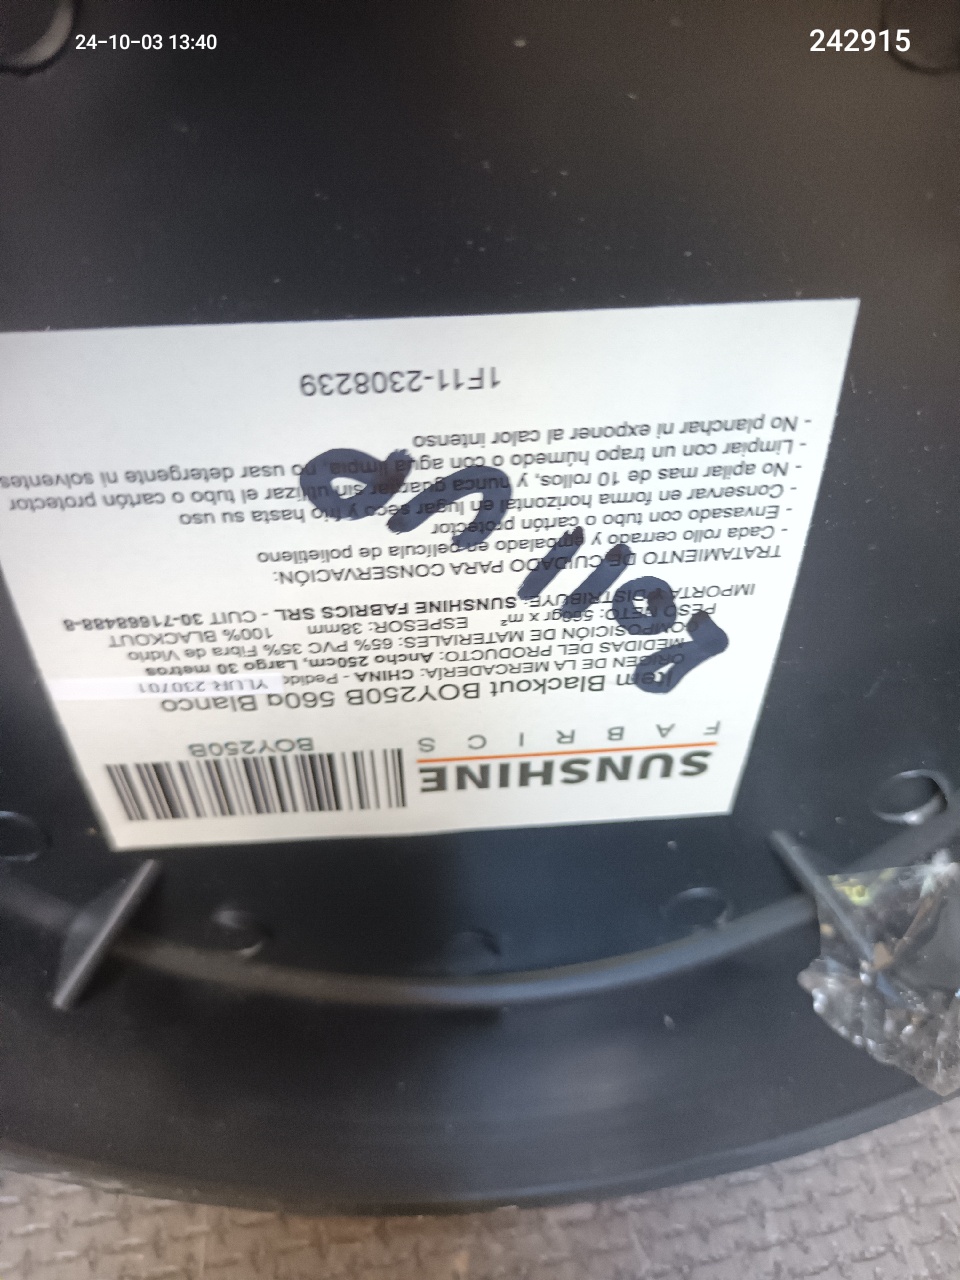 24-10-03 13:40
242915
SUNSHINE
FABRICS
BOY250B
Item Blackout BOY250B 560g Blanco
ORIGEN DE LA MERCADERÍA: CHINA - Pedido YLUR 230701
MEDIDAS DEL PRODUCTO: Ancho 250cm, Largo 30 metros
COMPOSICIÓN DE MATERIALES: 65% PVC 35% Fibra de Vidrio
PESO NETO: 560gr x m² ESPESOR: 38mm 100% BLACKOUT
IMPORTA Y DISTRIBUYE: SUNSHINE FABRICS SRL - CUIT 30-71668488-8
TRATAMIENTO DE CUIDADO PARA CONSERVACIÓN:
- Cada rollo cerrado y embalado en película de polietileno
- Envasado con tubo o cartón protector
- Conservar en forma horizontal en lugar seco y frio hasta su uso
- No apilar mas de 10 rollos, y nunca guardar sin utilizar el tubo o cartón protector
- Limpiar con un trapo húmedo o con agua limpia, no usar detergente ni solventes
- No planchar ni exponer al calor intenso
1F11-2308239